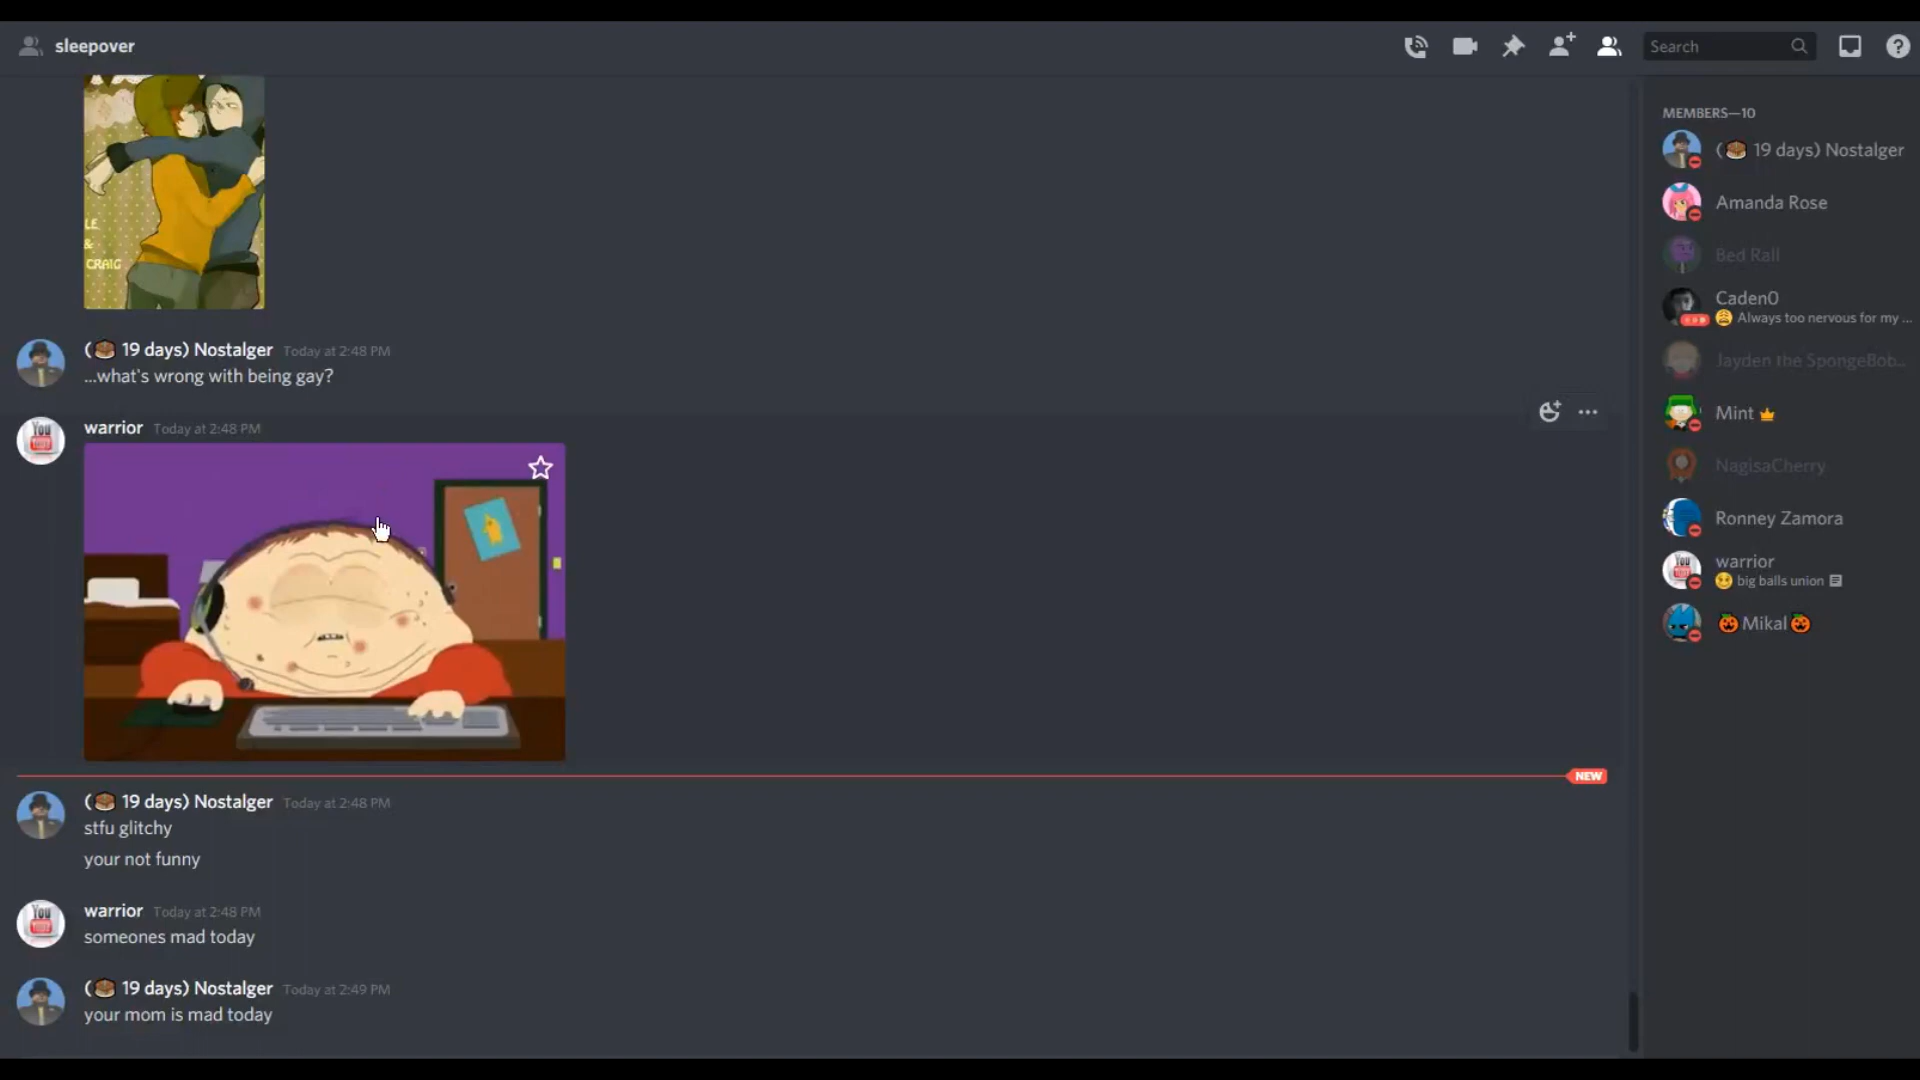 sleepover
Search
LE
&
CRAIG
( 19 days) Nostalger Today at 2:48 PM
...what's wrong with being gay?
warrior Today at 2:48 PM
NEW
( 19 days) Nostalger Today at 2:48 PM
stfu glitchy
your not funny
warrior Today at 2:48 PM
someones mad today
( 19 days) Nostalger Today at 2:49 PM
your mom is mad today
MEMBERS—10
( 19 days) Nostalger
Amanda Rose
Bed Rall
Caden0
Always too nervous for my ...
Jayden the SpongeBob...
Mint
NagisaCherry
Ronney Zamora
warrior
big balls union
Mikal